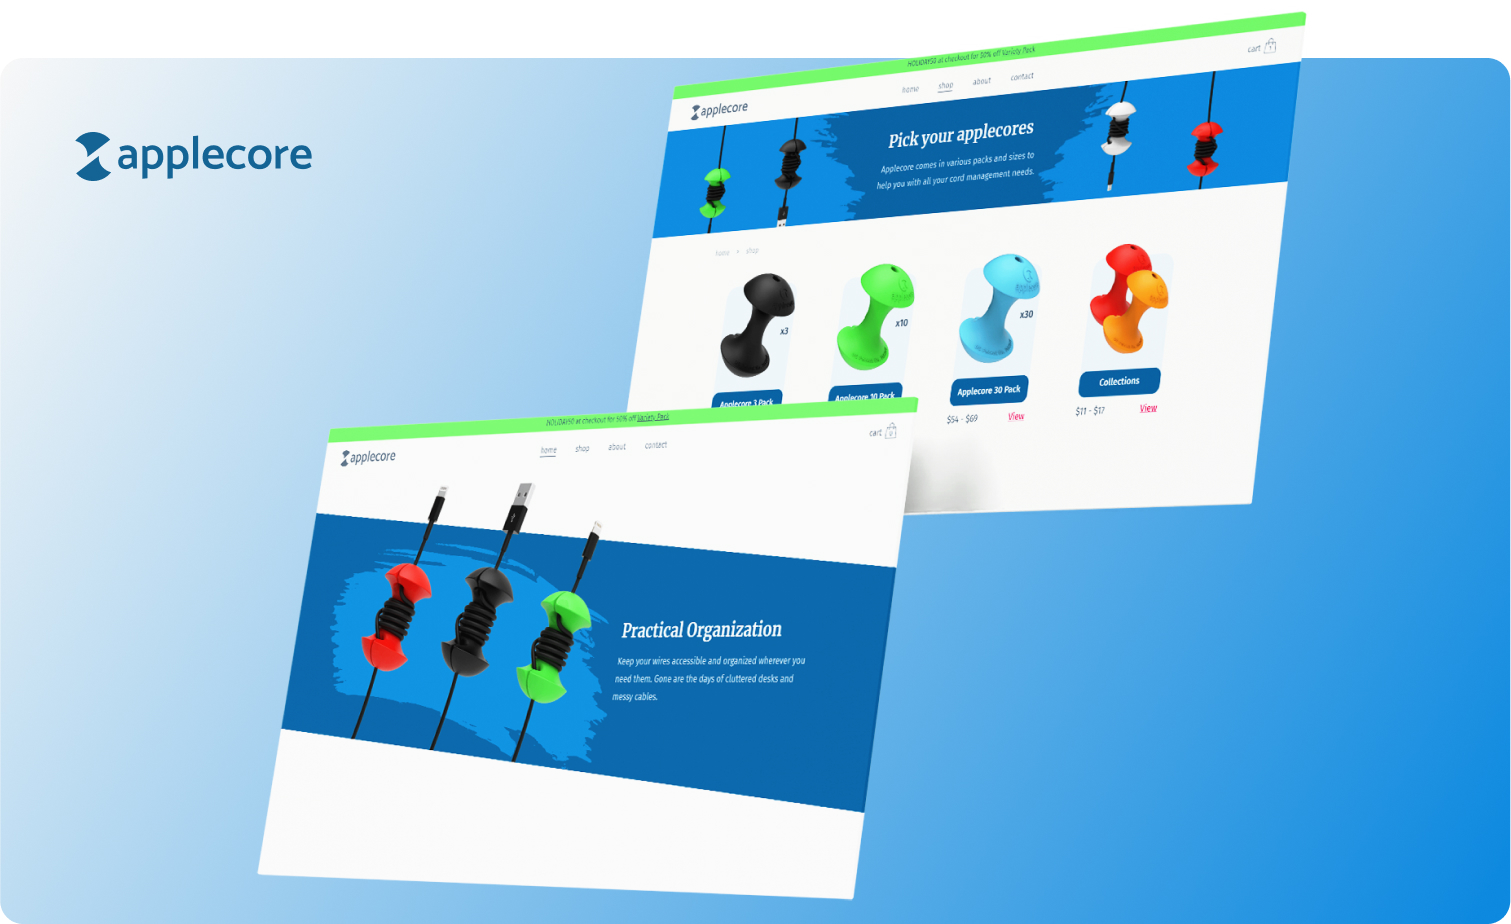 applecore
HOLIDAY50 at checkout for 50% off Variety Pack
cart
applecore
home shop about contact
Pick your applecores
Applecore comes in various packs and sizes to
help you with all your cord management needs.
home • shop
x3
x10
x30
Applecore 3 Pack
Applecore 10 Pack
Applecore 30 Pack
Collections
$54 - $69 View
$11 - $17 View
HOLIDAY50 at checkout for 50% off Variety Pack
cart
applecore
home shop about contact
Practical Organization
Keep your wires accessible and organized wherever you
need them. Gone are the days of cluttered desks and
messy cables.